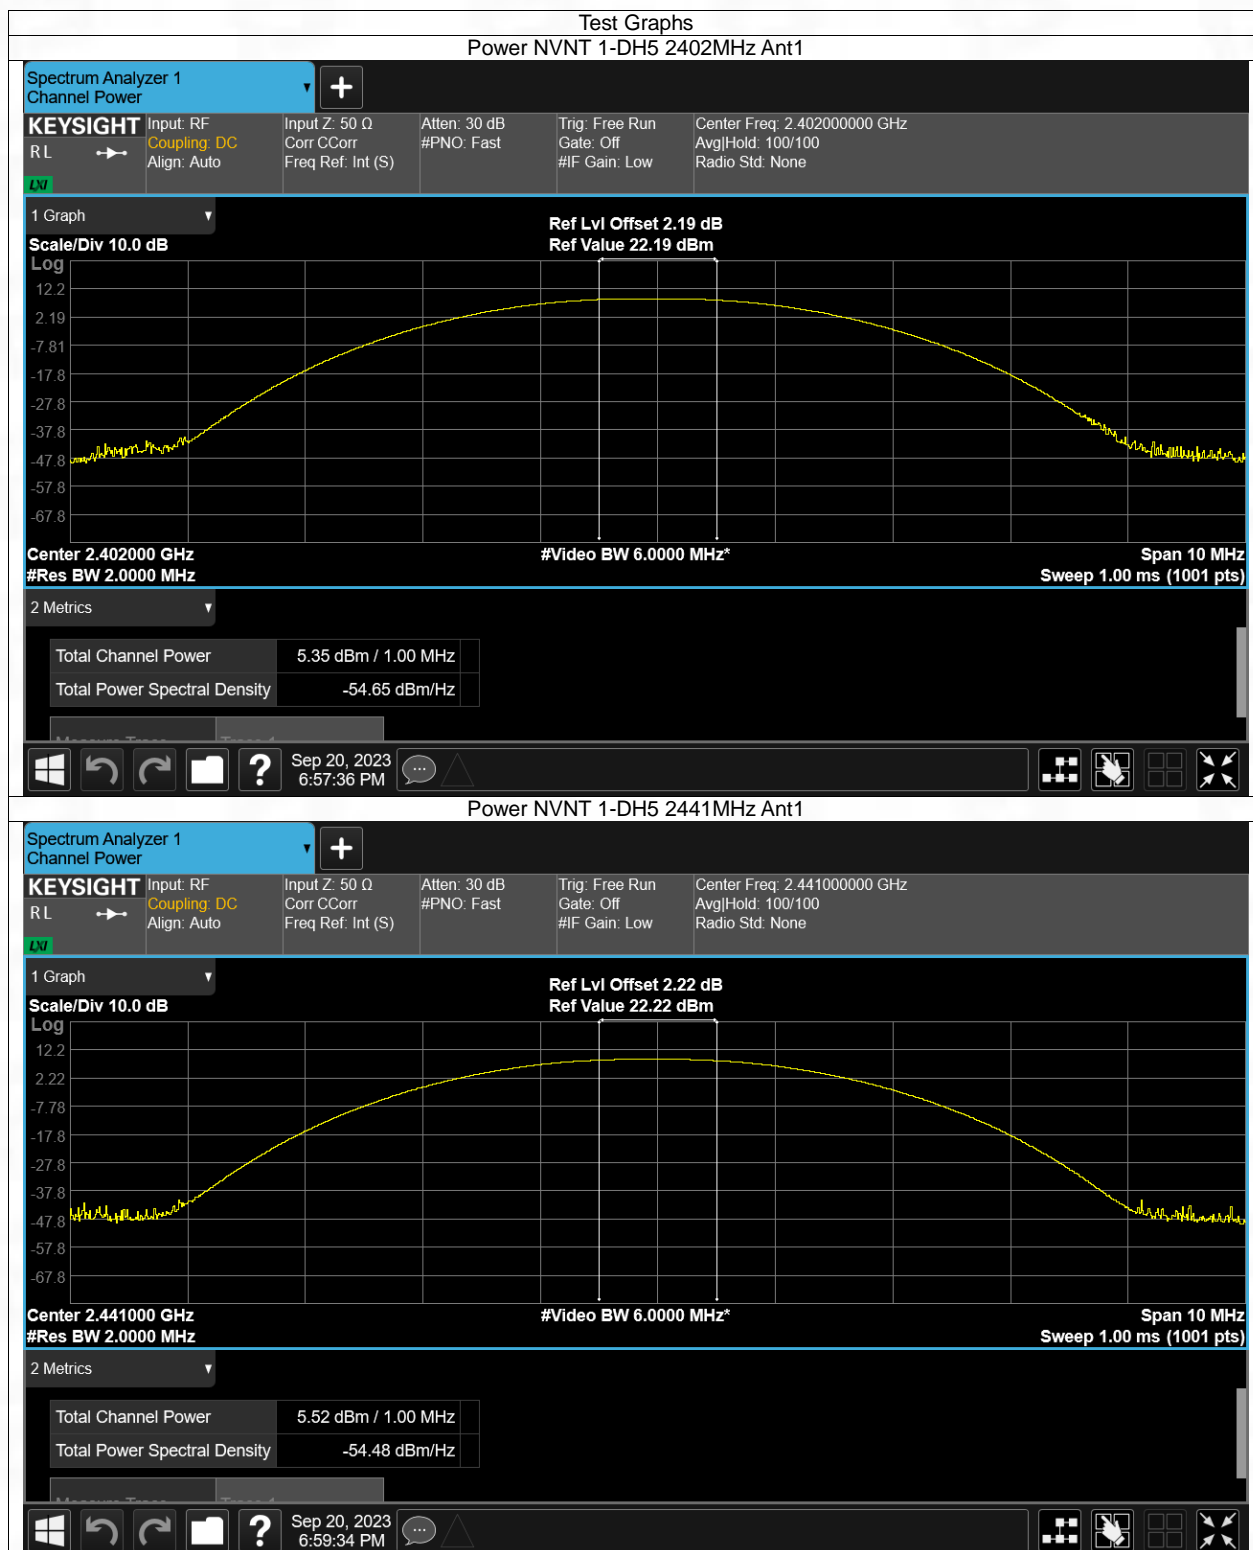 Test Graphs
Power NVNT 1-DH5 2402MHz Ant1
Spectrum Analyzer 1
Channel Power
KEYSIGHT Input: RF Input Z: 50 Ω Atten: 30 dB Trig: Free Run Center Freq: 2.402000000 GHz
RL Coupling: DC Corr CCorr #PNO: Fast Gate: Off Avg|Hold: 100/100
Align: Auto Freq Ref: Int (S) #IF Gain: Low Radio Std: None
LXI
1 Graph
Ref Lvl Offset 2.19 dB
Scale/Div 10.0 dB Ref Value 22.19 dBm
Log
12.2
2.19
-7.81
-17.8
-27.8
-37.8
-47.8
-57.8
-67.8
Center 2.402000 GHz #Video BW 6.0000 MHz* Span 10 MHz
#Res BW 2.0000 MHz Sweep 1.00 ms (1001 pts)
2 Metrics
Total Channel Power 5.35 dBm / 1.00 MHz
Total Power Spectral Density -54.65 dBm/Hz
Measure Trace Trace 1
Sep 20, 2023
6:57:36 PM
Power NVNT 1-DH5 2441MHz Ant1
Spectrum Analyzer 1
Channel Power
KEYSIGHT Input: RF Input Z: 50 Ω Atten: 30 dB Trig: Free Run Center Freq: 2.441000000 GHz
RL Coupling: DC Corr CCorr #PNO: Fast Gate: Off Avg|Hold: 100/100
Align: Auto Freq Ref: Int (S) #IF Gain: Low Radio Std: None
LXI
1 Graph
Ref Lvl Offset 2.22 dB
Scale/Div 10.0 dB Ref Value 22.22 dBm
Log
12.2
2.22
-7.78
-17.8
-27.8
-37.8
-47.8
-57.8
-67.8
Center 2.441000 GHz #Video BW 6.0000 MHz* Span 10 MHz
#Res BW 2.0000 MHz Sweep 1.00 ms (1001 pts)
2 Metrics
Total Channel Power 5.52 dBm / 1.00 MHz
Total Power Spectral Density -54.48 dBm/Hz
Sep 20, 2023
6:59:34 PM